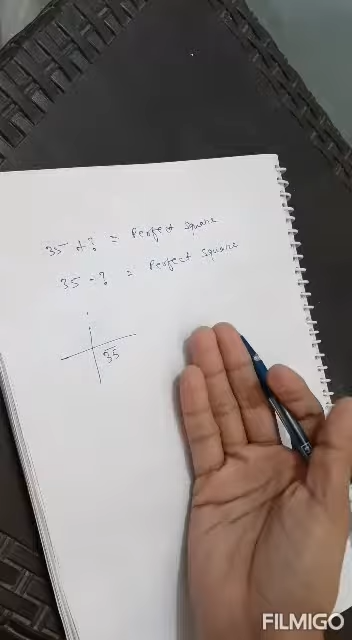 35 + ? = Perfect Square
35 - ? = Perfect Square
35
FILMIGO